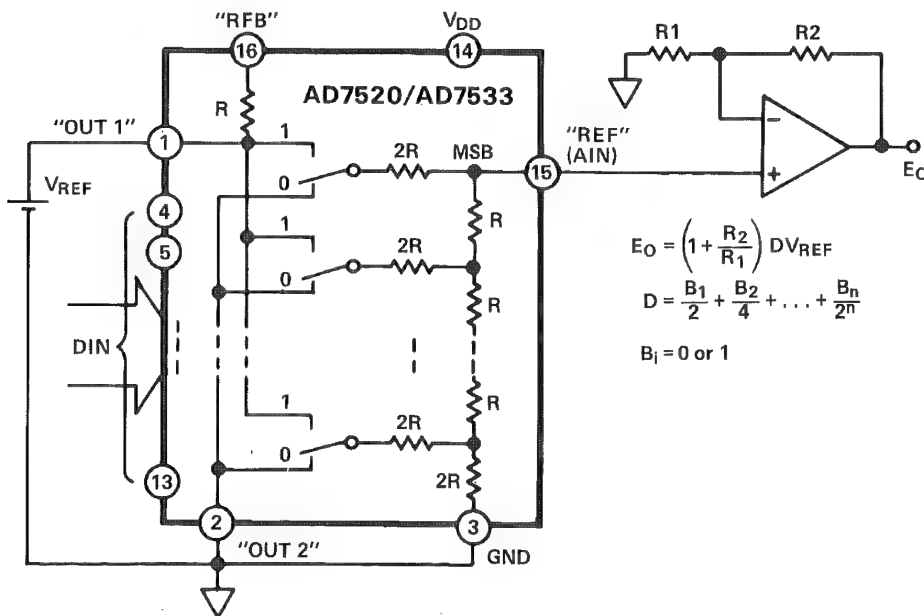 "RFB"
VDD
16
14
R1
R2
R
AD7520/AD7533
"OUT 1"
1
1
2R
MSB
"REF"
(AIN)
15
−
+
EO
VREF
0
4
R
5
1
2R
0
R
DIN
EO = (1 + R2/R1) DVREF
D = B1/2 + B2/4 + . . . + Bn/2ⁿ
Bi = 0 or 1
R
1
2R
0
13
2R
2
3
"OUT 2"
GND